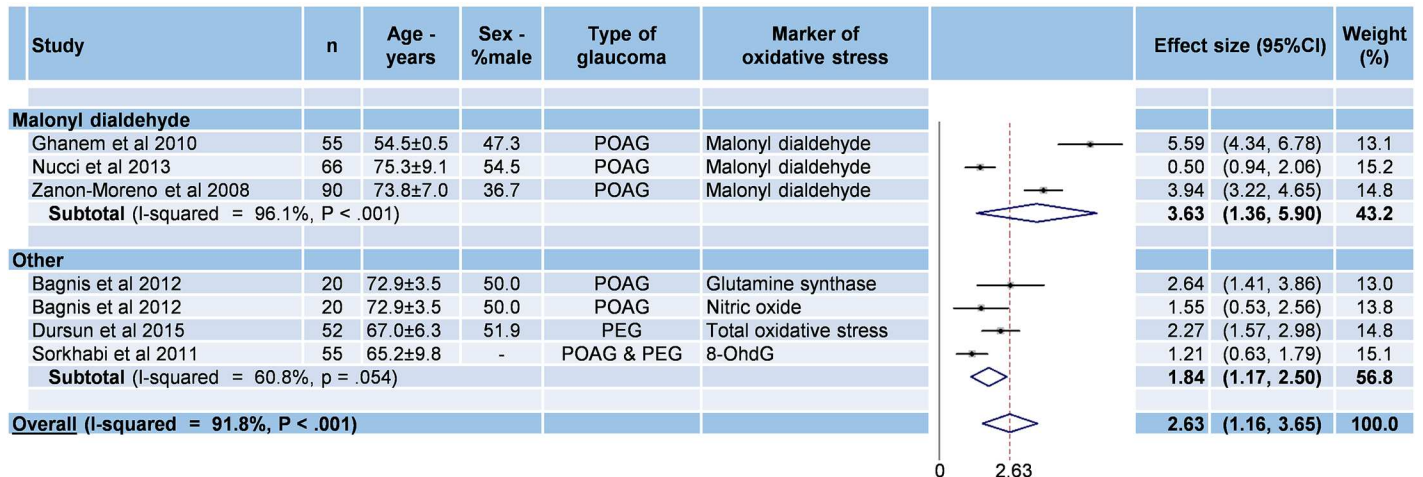 Study n Age - years Sex - %male Type of glaucoma Marker of oxidative stress Effect size (95%CI) Weight (%)
Malonyl dialdehyde
Ghanem et al 2010 55 54.5±0.5 47.3 POAG Malonyl dialdehyde 5.59 (4.34, 6.78) 13.1
Nucci et al 2013 66 75.3±9.1 54.5 POAG Malonyl dialdehyde 0.50 (0.94, 2.06) 15.2
Zanon-Moreno et al 2008 90 73.8±7.0 36.7 POAG Malonyl dialdehyde 3.94 (3.22, 4.65) 14.8
Subtotal (I-squared = 96.1%, P < .001) 3.63 (1.36, 5.90) 43.2
Other
Bagnis et al 2012 20 72.9±3.5 50.0 POAG Glutamine synthase 2.64 (1.41, 3.86) 13.0
Bagnis et al 2012 20 72.9±3.5 50.0 POAG Nitric oxide 1.55 (0.53, 2.56) 13.8
Dursun et al 2015 52 67.0±6.3 51.9 PEG Total oxidative stress 2.27 (1.57, 2.98) 14.8
Sorkhabi et al 2011 55 65.2±9.8 - POAG & PEG 8-OhdG 1.21 (0.63, 1.79) 15.1
Subtotal (I-squared = 60.8%, p = .054) 1.84 (1.17, 2.50) 56.8
Overall (I-squared = 91.8%, P < .001) 2.63 (1.16, 3.65) 100.0
0 2.63